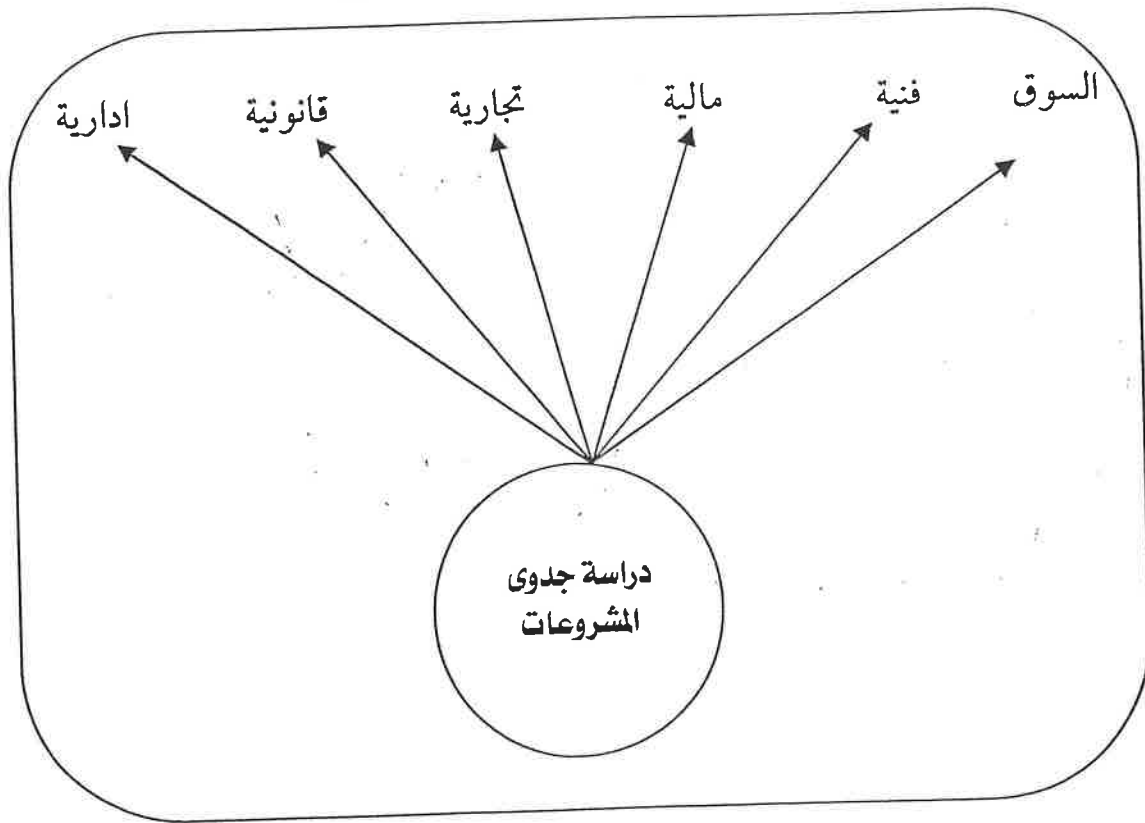 السوق
فنية
مالية
تجارية
قانونية
ادارية
دراسة جدوى
المشروعات